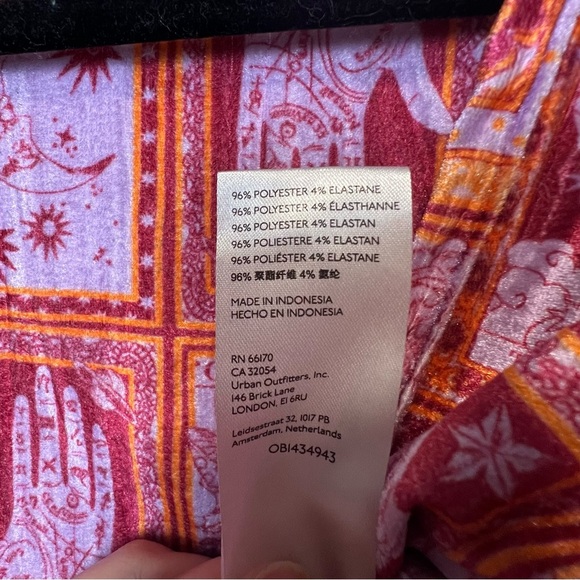 96% POLYESTER 4% ELASTANE
96% POLYESTER 4% ÉLASTHANNE
96% POLYESTER 4% ELASTAN
96% POLIESTERE 4% ELASTAN
96% POLIÉSTER 4% ELASTANE
96% 聚酯纤维 4% 氨纶
MADE IN INDONESIA
HECHO EN INDONESIA
RN 66170
CA 32054
Urban Outfitters, Inc.
146 Brick Lane
LONDON. E1 6RU
Leidsestraat 32, 1017 PB
Amsterdam, Netherlands
OB1434943